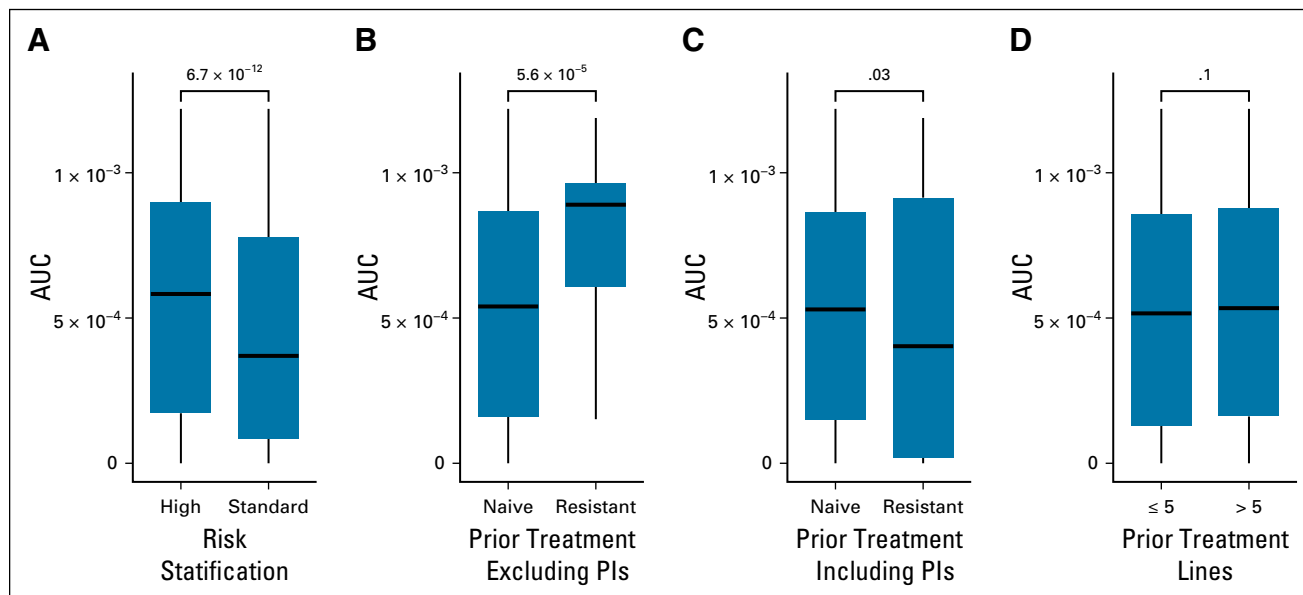 A
6.7 × 10⁻¹²
1 × 10⁻³
5 × 10⁻⁴
0
AUC
High Standard
Risk
Statification
B
5.6 × 10⁻⁵
1 × 10⁻³
5 × 10⁻⁴
0
AUC
Naive Resistant
Prior Treatment
Excluding PIs
C
.03
1 × 10⁻³
5 × 10⁻⁴
0
AUC
Naive Resistant
Prior Treatment
Including PIs
D
.1
1 × 10⁻³
5 × 10⁻⁴
0
AUC
≤ 5 > 5
Prior Treatment
Lines